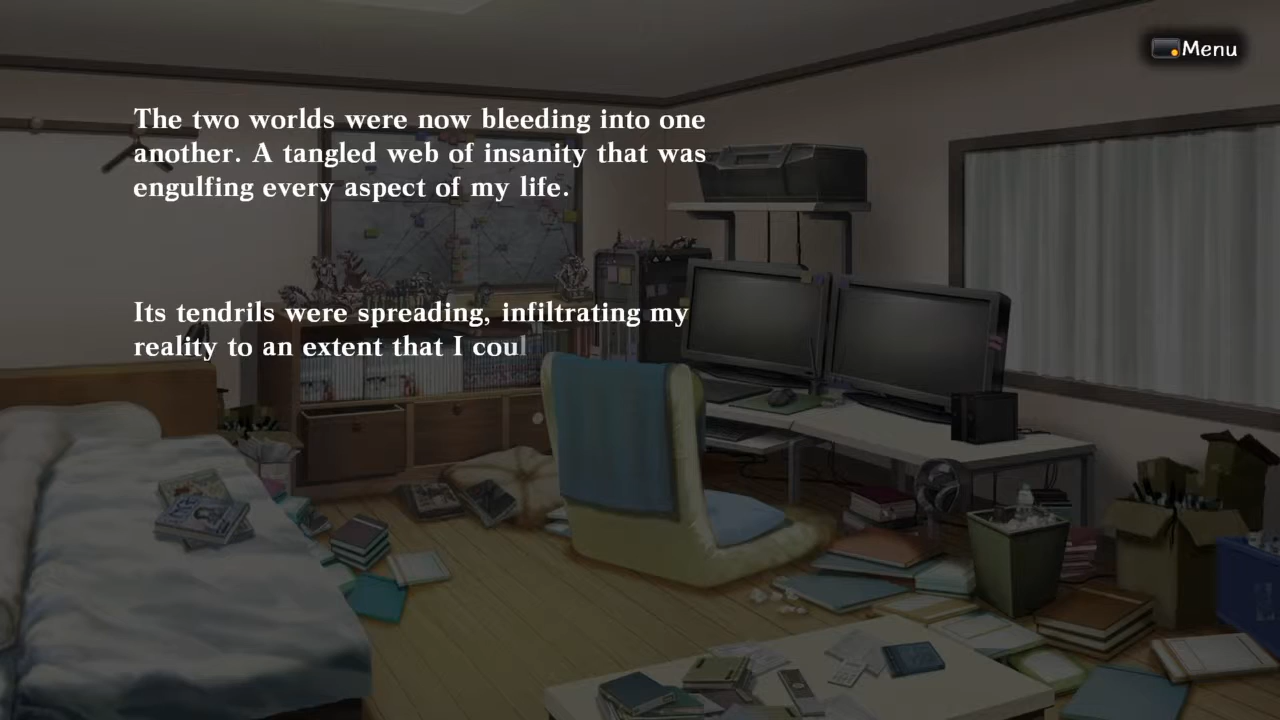 Menu
The two worlds were now bleeding into one
another. A tangled web of insanity that was
engulfing every aspect of my life.
Its tendrils were spreading, infiltrating my
reality to an extent that I coul